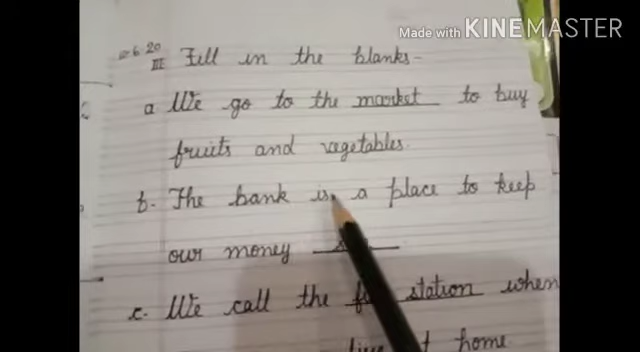 Made with KINEMASTER
20
III Fill in the blanks-
a We go to the market to buy
fruits and vegetables.
b. The bank is a place to keep
our money
c. We call the station when
home